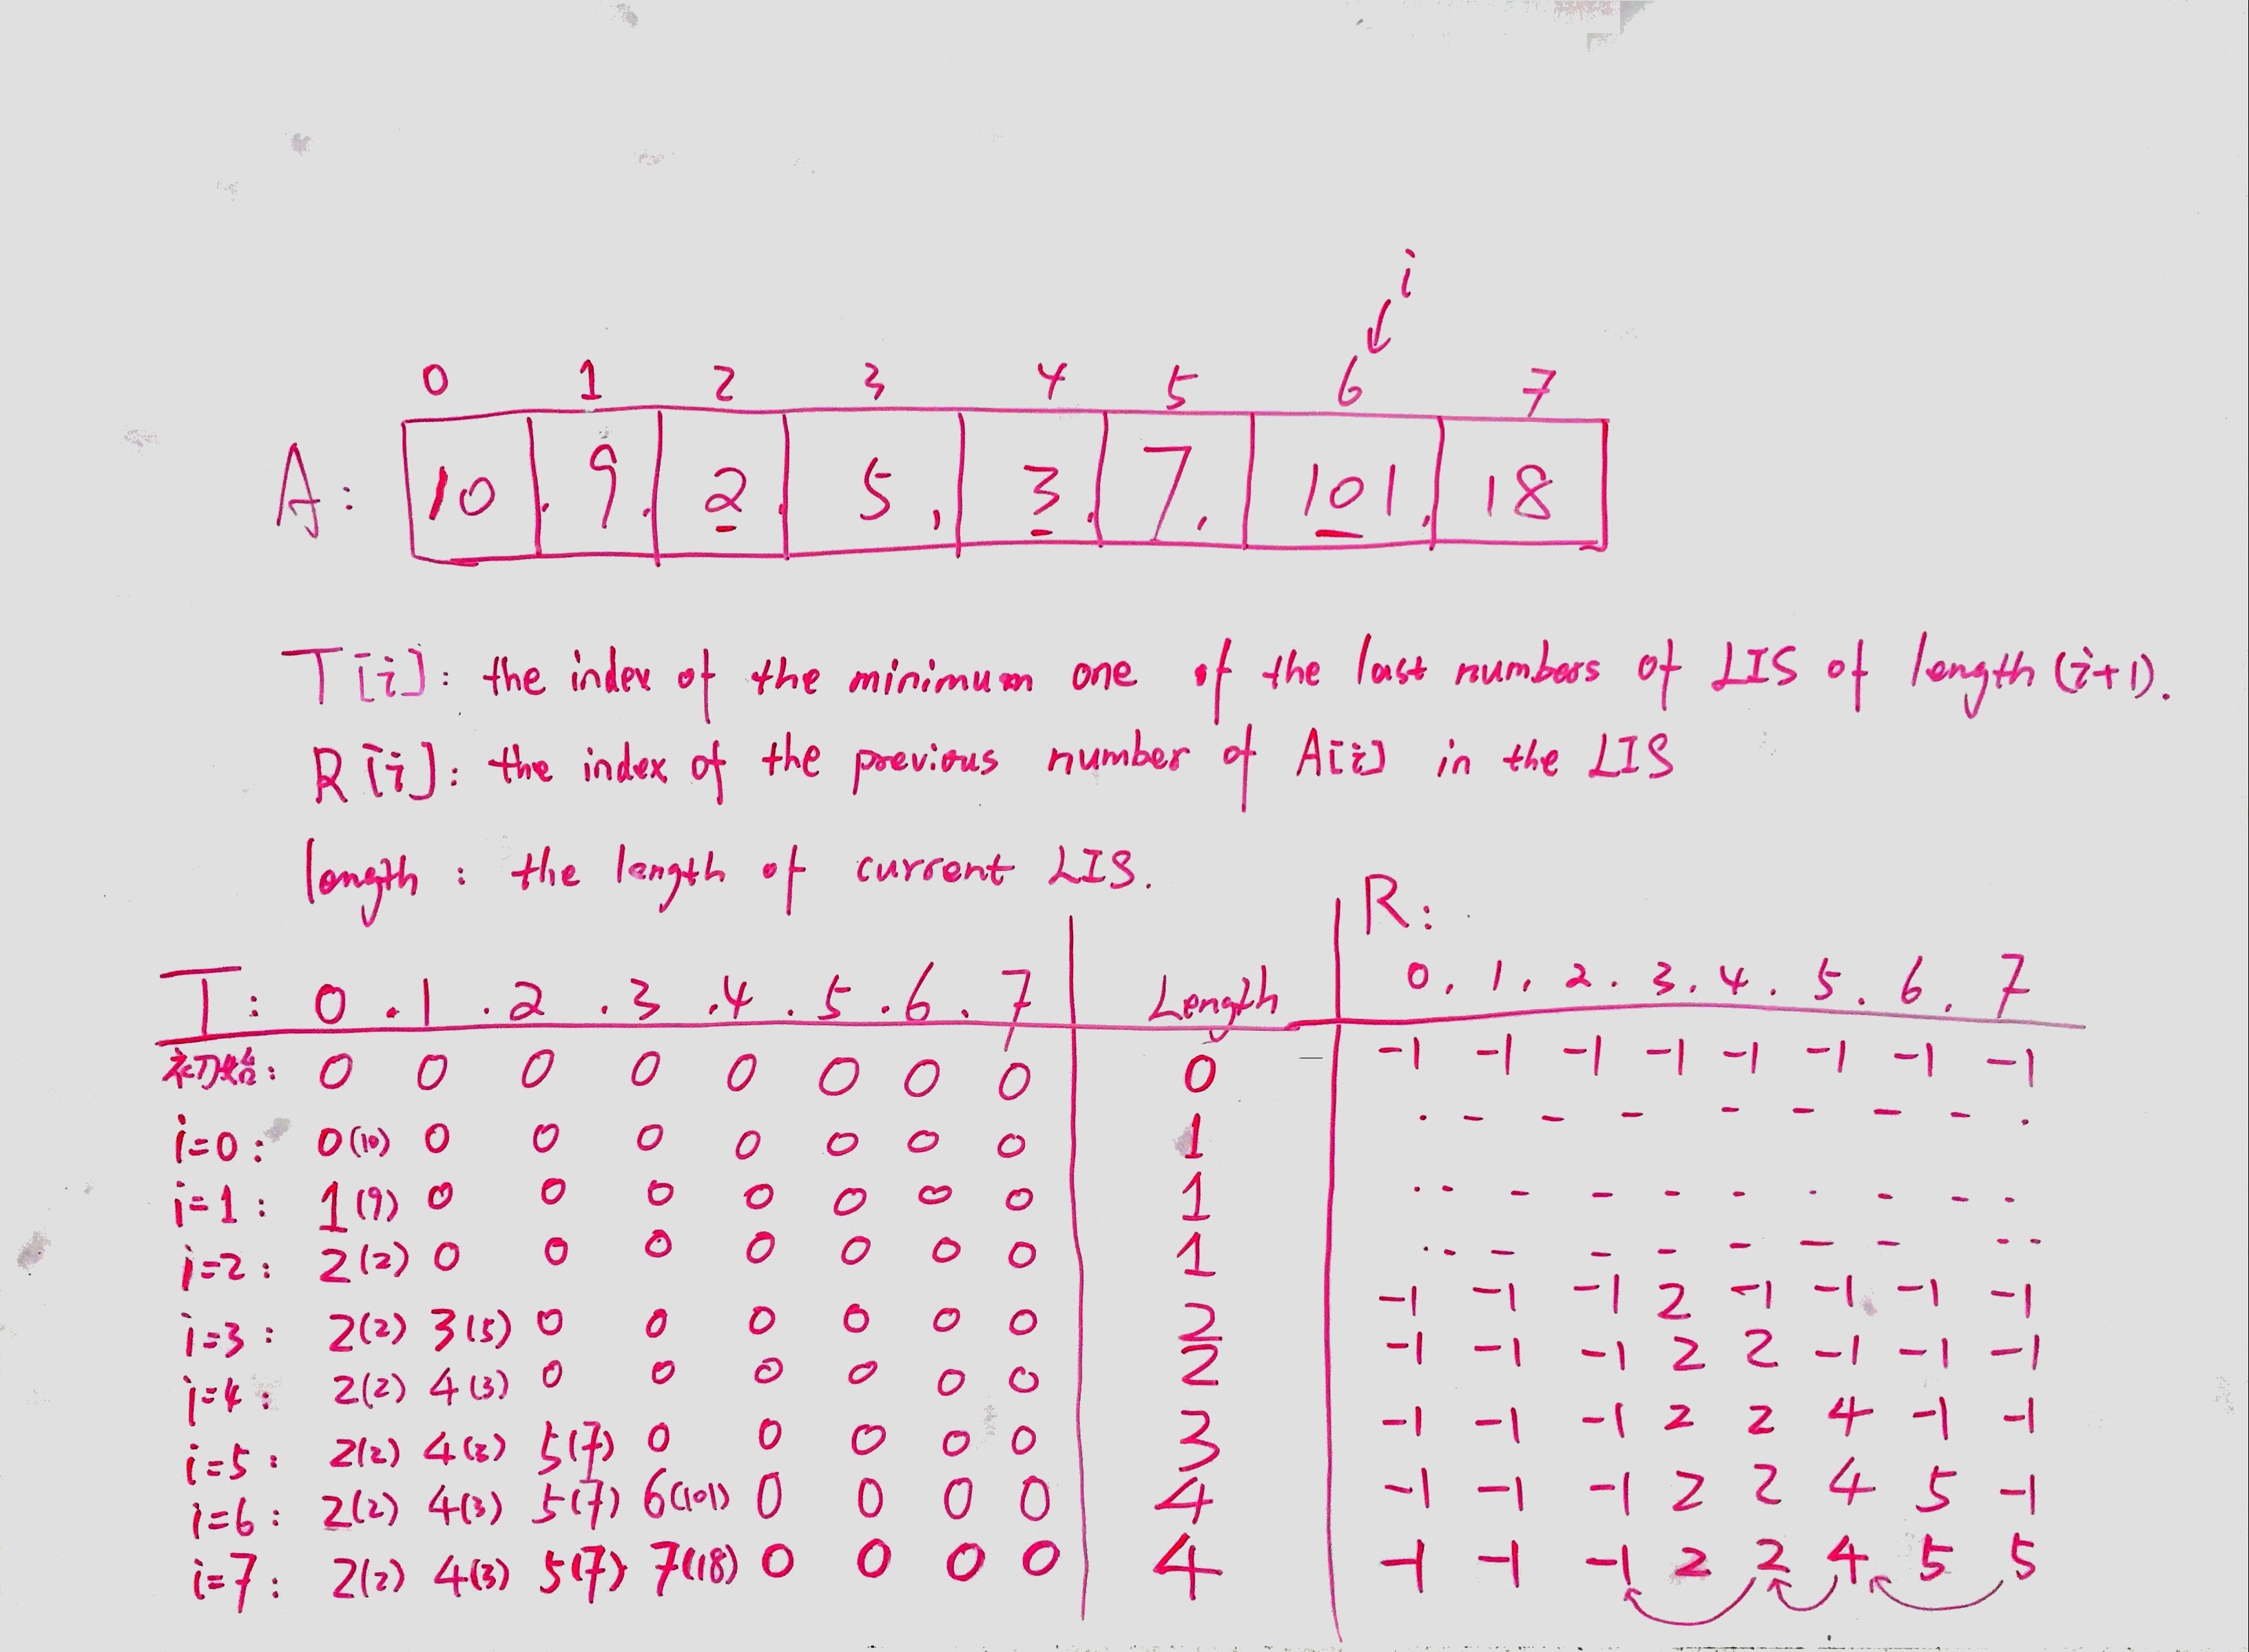 i
0 1 2 3 4 5 6 7
A: 10 . 9 . 2 . 5 , 3 . 7 . 101 , 18
T[i]: the index of the minimum one of the last numbers of LIS of length (i+1).
R[i]: the index of the previous number of A[i] in the LIS
length : the length of current LIS.
R:
T: 0 . 1 . 2 . 3 . 4 . 5 . 6 . 7 Length 0 . 1 . 2 . 3 . 4 . 5 . 6 . 7
初始: 0 0 0 0 0 0 0 0 0 -1 -1 -1 -1 -1 -1 -1 -1
i=0: 0(10) 0 0 0 0 0 0 0 1 . - - - - - - - .
i=1: 1(9) 0 0 0 0 0 0 0 1 . . - - - - . - - .
i=2: 2(2) 0 0 0 0 0 0 0 1 . . - - - - - - . .
i=3: 2(2) 3(5) 0 0 0 0 0 0 2 -1 -1 -1 2 -1 -1 -1 -1
i=4: 2(2) 4(3) 0 0 0 0 0 0 2 -1 -1 -1 2 2 -1 -1 -1
i=5: 2(2) 4(3) 5(7) 0 0 0 0 0 3 -1 -1 -1 2 2 4 -1 -1
i=6: 2(2) 4(3) 5(7) 6(101) 0 0 0 0 4 -1 -1 -1 2 2 4 5 -1
i=7: 2(2) 4(3) 5(7) 7(18) 0 0 0 0 4 -1 -1 -1 2 2 4 5 5